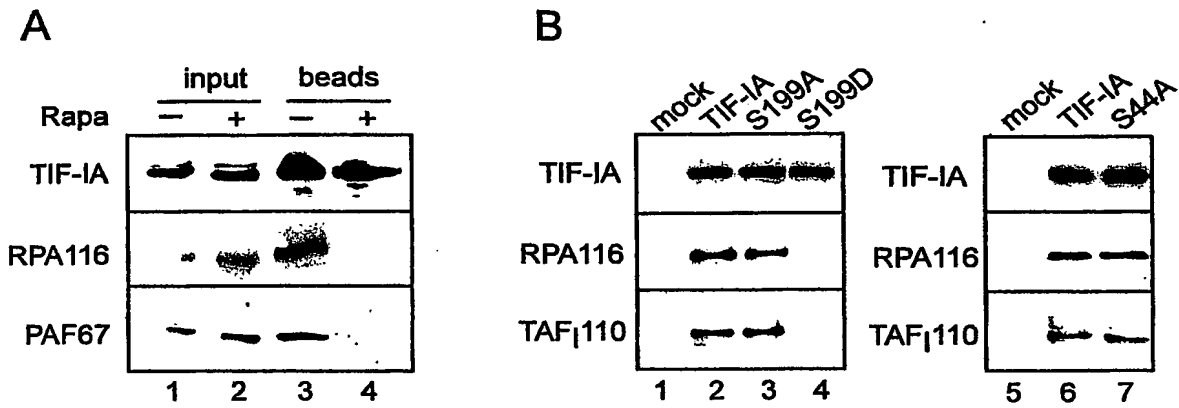 A
input beads
Rapa — + — +
TIF-IA
RPA116
PAF67
1 2 3 4
B
mock TIF-IA S199A S199D
TIF-IA
RPA116
TAFI110
1 2 3 4
mock TIF-IA S44A
TIF-IA
RPA116
TAFI110
5 6 7